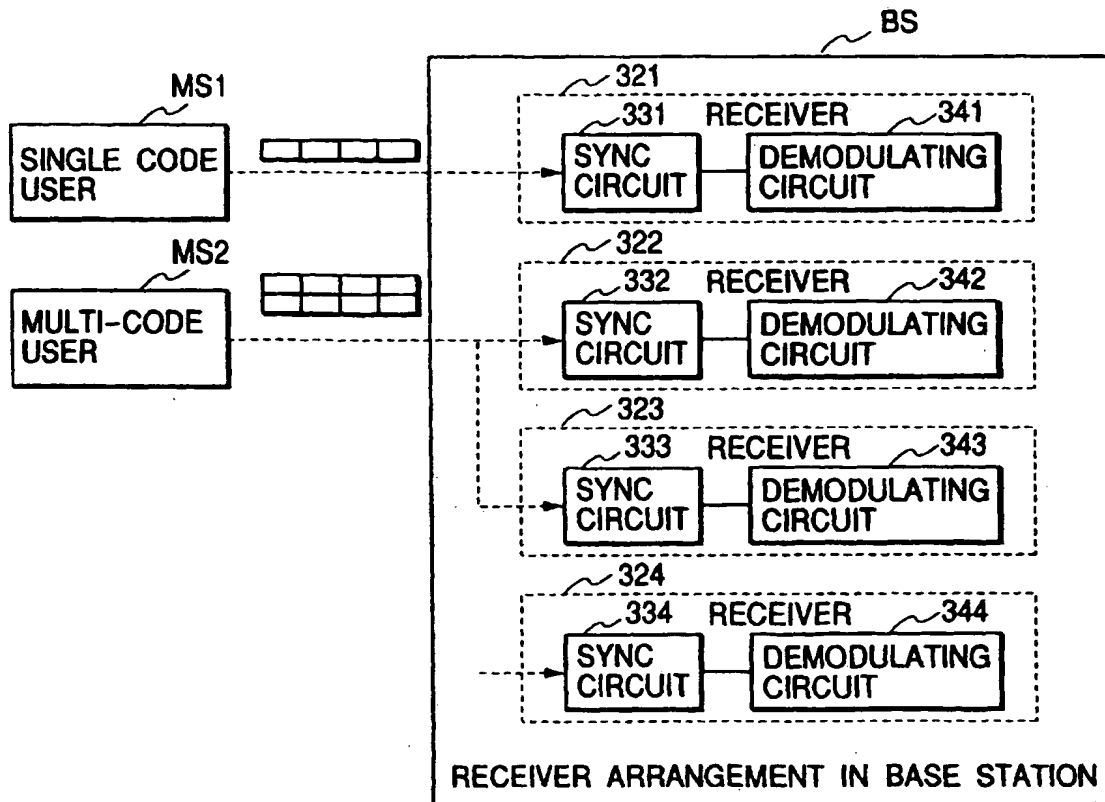 BS
MS1
SINGLE CODE
USER
MS2
MULTI-CODE
USER
321
331 RECEIVER 341
SYNC
CIRCUIT
DEMODULATING
CIRCUIT
322
332 RECEIVER 342
SYNC
CIRCUIT
DEMODULATING
CIRCUIT
323
333 RECEIVER 343
SYNC
CIRCUIT
DEMODULATING
CIRCUIT
324
334 RECEIVER 344
SYNC
CIRCUIT
DEMODULATING
CIRCUIT
RECEIVER ARRANGEMENT IN BASE STATION